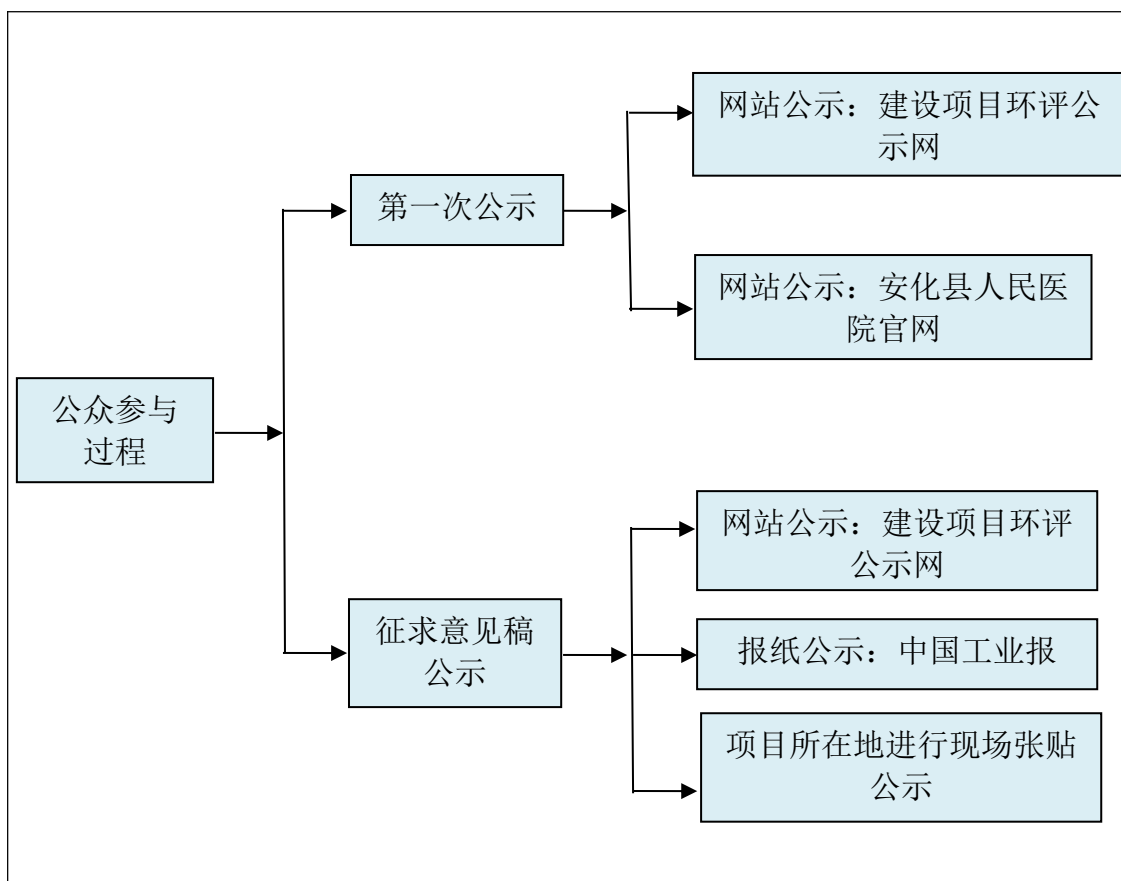 公众参与
过程
第一次公示
网站公示：建设项目环评公
示网
网站公示：安化县人民医
院官网
征求意见稿
公示
网站公示：建设项目环评
公示网
报纸公示：中国工业报
项目所在地进行现场张贴
公示